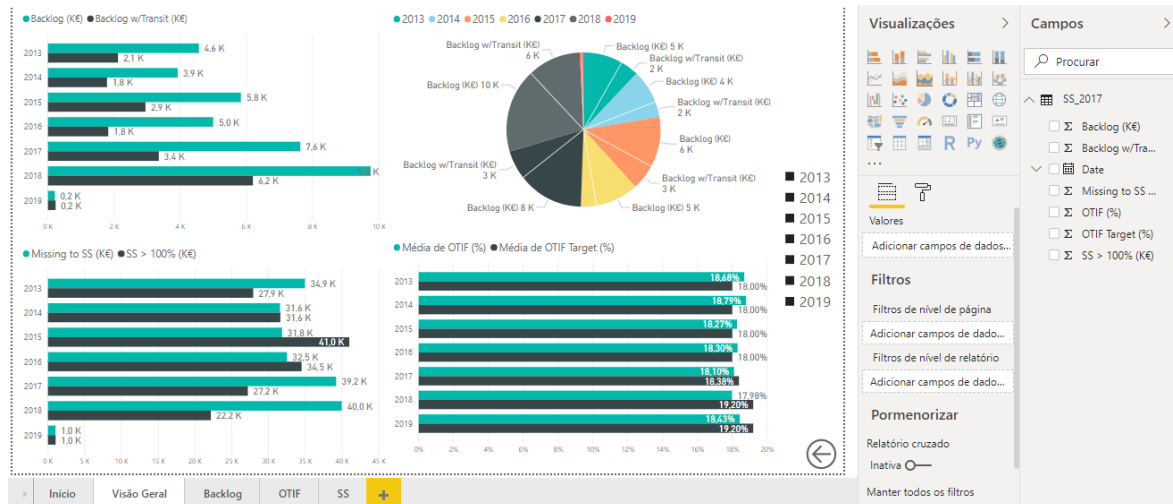 Backlog (K€) Backlog w/Transit (K€)
2013 4,6 K
2,1 K
2014 3,9 K
1,8 K
2015 5,8 K
2,9 K
2016 5,0 K
1,8 K
2017 7,6 K
3,4 K
2018
6,2 K
2019 0,2 K
0,2 K
0 K 2 K 4 K 6 K 8 K 10 K
2013 2014 2015 2016 2017 2018 2019
Backlog w/Transit (K€)
6 K
Backlog (K€) 5 K
Backlog w/Transit (K€)
2 K
Backlog (K€) 10 K
Backlog (K€) 4 K
Backlog w/Transit (K€)
2 K
Backlog (K€)
6 K
Backlog w/Transit (K€)
3 K
Backlog w/Transit (K€)
3 K
Backlog (K€) 8 K
Backlog (K€) 5 K
2013
2014
2015
2016
2017
2018
2019
Missing to SS (K€) SS > 100% (K€)
2013 34,9 K
27,9 K
2014 31,6 K
31,6 K
2015 31,8 K
41,0 K
2016 32,5 K
34,5 K
2017 39,2 K
27,2 K
2018 40,0 K
22,2 K
2019 1,0 K
1,0 K
0 K 5 K 10 K 15 K 20 K 25 K 30 K 35 K 40 K 45 K
Média de OTIF (%) Média de OTIF Target (%)
2013 18,68%
18,00%
2014 18,79%
18,00%
2015 18,27%
18,00%
2016 18,30%
18,00%
2017 18,10%
18,38%
2018 17,98%
19,20%
2019 18,43%
19,20%
0% 2% 4% 6% 8% 10% 12% 14% 16% 18% 20%
Início Visão Geral Backlog OTIF SS +
Visualizações >
R Py
...
Valores
Adicionar campos de dados...
Filtros
Filtros de nível de página
Adicionar campos de dado...
Filtros de nível de relatório
Adicionar campos de dado...
Pormenorizar
Relatório cruzado
Inativa
Manter todos os filtros
Campos >
Procurar
SS_2017
Σ Backlog (K€)
Σ Backlog w/Tra...
Date
Σ Missing to SS ...
Σ OTIF (%)
Σ OTIF Target (%)
Σ SS > 100% (K€)